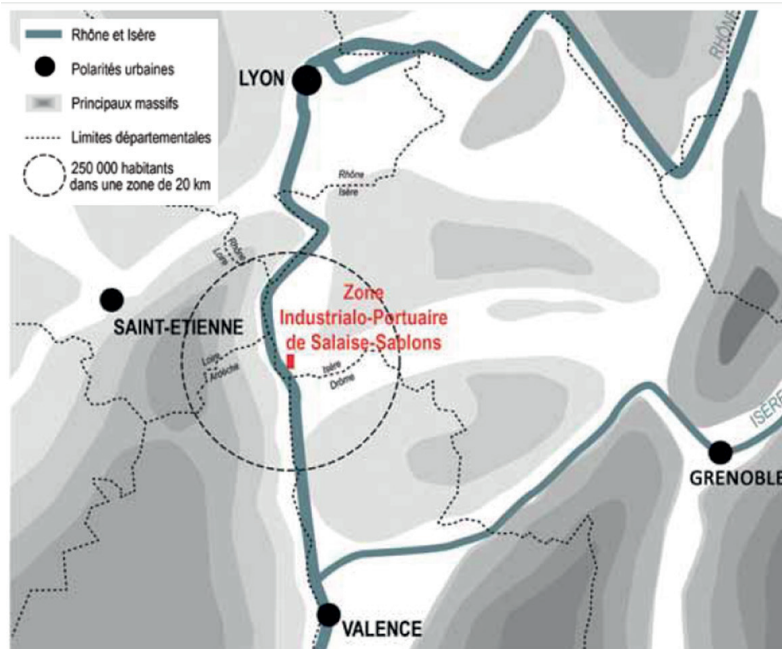 Rhône et Isère
Polarités urbaines
Principaux massifs
Limites départementales
250 000 habitants
dans une zone de 20 km
LYON
RHÔNE
Rhône
Isère
Rhône
Loire
SAINT-ETIENNE
Zone
Industrialo-Portuaire
de Salaise-Sablons
Loire
Ardèche
Isère
Drôme
ISÈRE
GRENOBLE
VALENCE